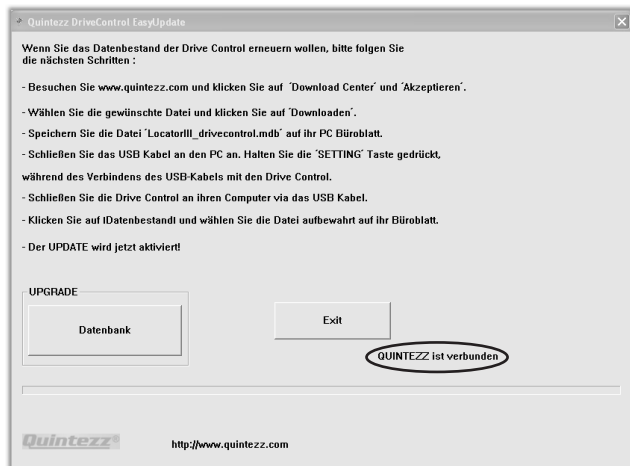 Quintezz DriveControl EasyUpdate
Wenn Sie das Datenbestand der Drive Control erneuern wollen, bitte folgen Sie
die nächsten Schritten :
- Besuchen Sie www.quintezz.com und klicken Sie auf ´Download Center´ und ´Akzeptieren´.
- Wählen Sie die gewünschte Datei und klicken Sie auf ´Downloaden´.
- Speichern Sie die Datei ´LocatorIII_drivecontrol.mdb´ auf ihr PC Büroblatt.
- Schließen Sie das USB Kabel an den PC an. Halten Sie die ´SETTING´ Taste gedrückt,
während des Verbindens des USB-Kabels mit den Drive Control.
- Schließen Sie die Drive Control an ihren Computer via das USB Kabel.
- Klicken Sie auf ıDatenbestandı und wählen Sie die Datei aufbewahrt auf ihr Büroblatt.
- Der UPDATE wird jetzt aktiviert!
UPGRADE
Datenbank
Exit
QUINTEZZ ist verbunden
Quintezz®
http://www.quintezz.com